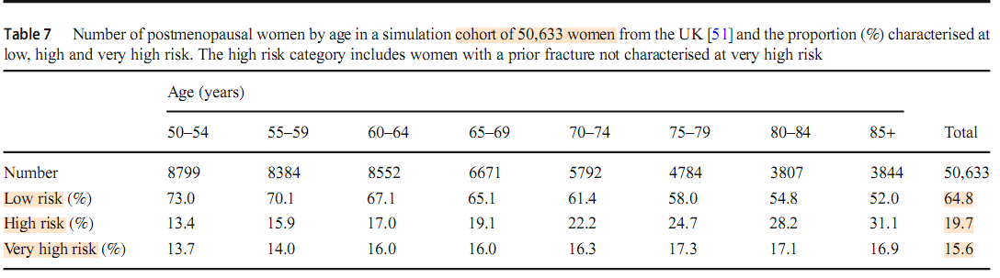 Table 7 Number of postmenopausal women by age in a simulation cohort of 50,633 women from the UK [51] and the proportion (%) characterised at
low, high and very high risk. The high risk category includes women with a prior fracture not characterised at very high risk
Age (years)
50–54 55–59 60–64 65–69 70–74 75–79 80–84 85+ Total
Number 8799 8384 8552 6671 5792 4784 3807 3844 50,633
Low risk (%) 73.0 70.1 67.1 65.1 61.4 58.0 54.8 52.0 64.8
High risk (%) 13.4 15.9 17.0 19.1 22.2 24.7 28.2 31.1 19.7
Very high risk (%) 13.7 14.0 16.0 16.0 16.3 17.3 17.1 16.9 15.6